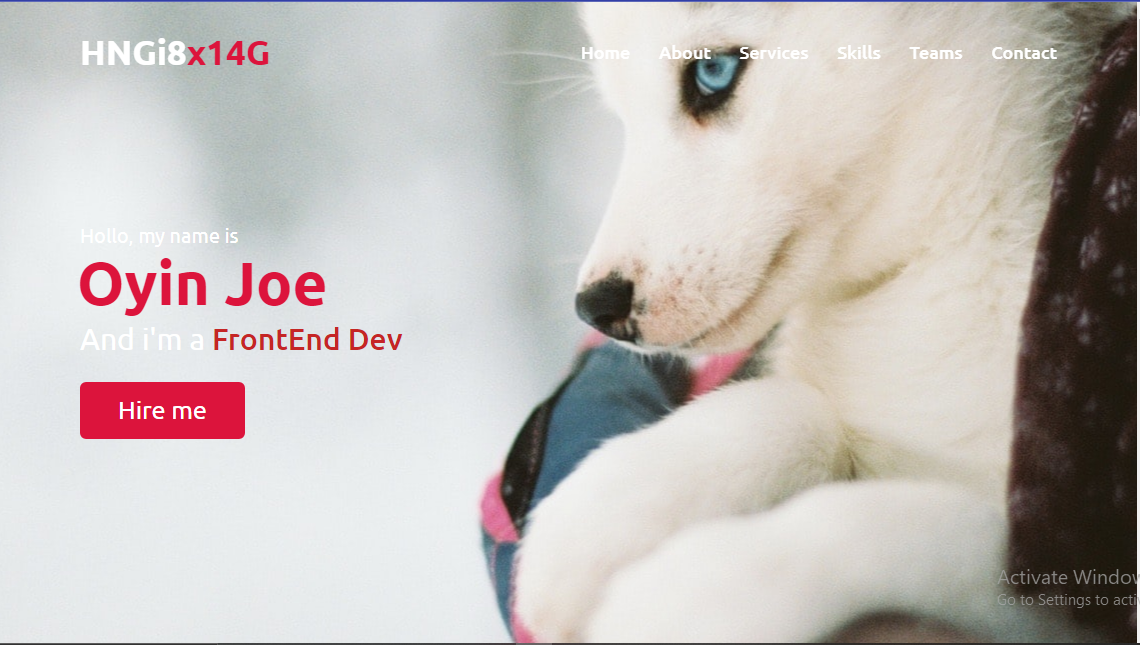 HNGi8x14G
Home About Services Skills Teams Contact
Hollo, my name is
Oyin Joe
And i'm a FrontEnd Dev
Hire me
Activate Window
Go to Settings to acti